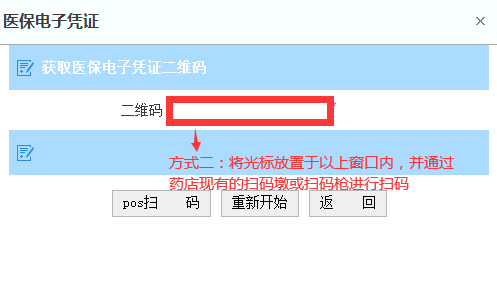 医保电子凭证
获取医保电子凭证二维码
二维码 *
方式二：将光标放置于以上窗口内，并通过
药店现有的扫码墩或扫码枪进行扫码
pos扫 码 重新开始 返 回